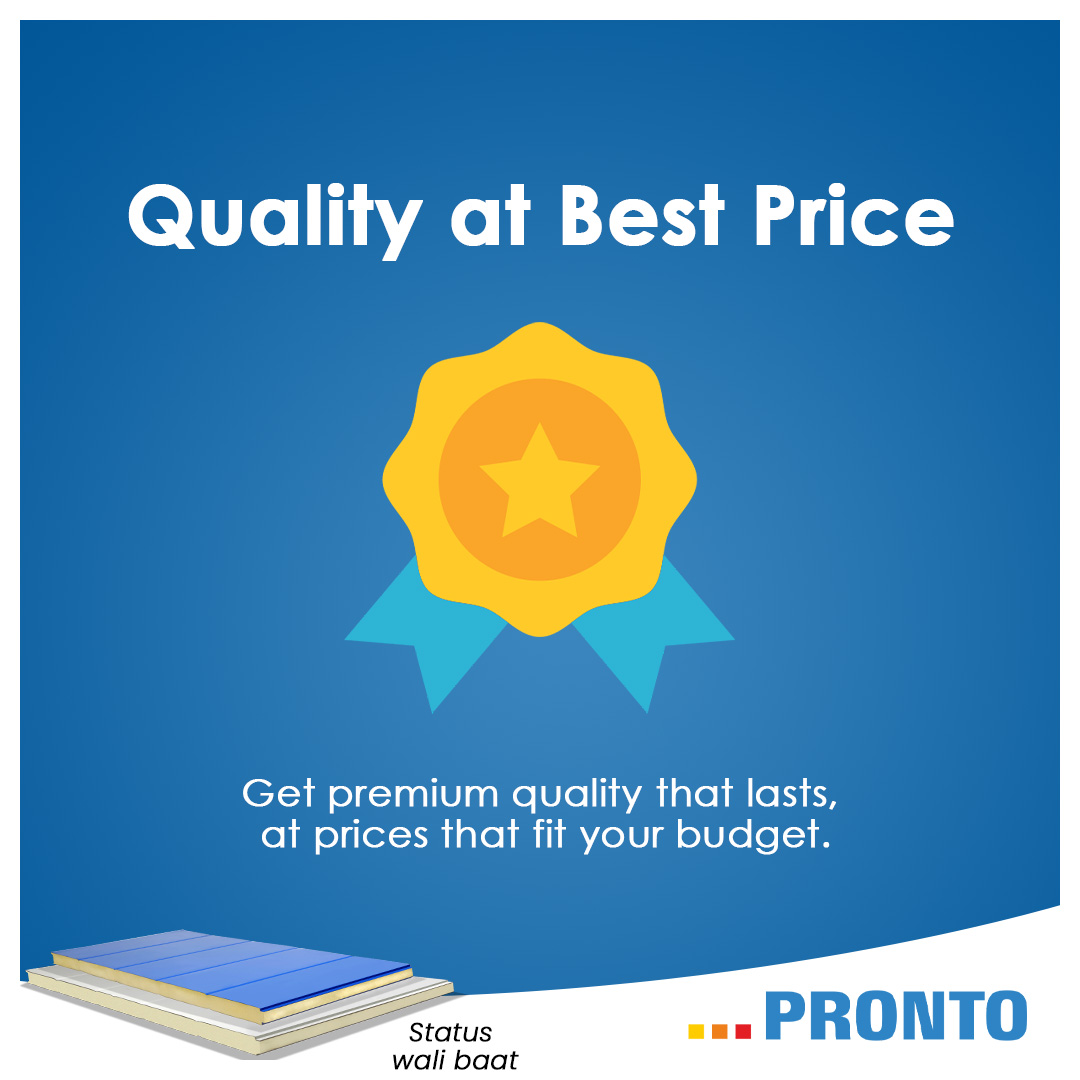 Quality at Best Price
Get premium quality that lasts,
at prices that fit your budget.
Status
wali baat
PRONTO